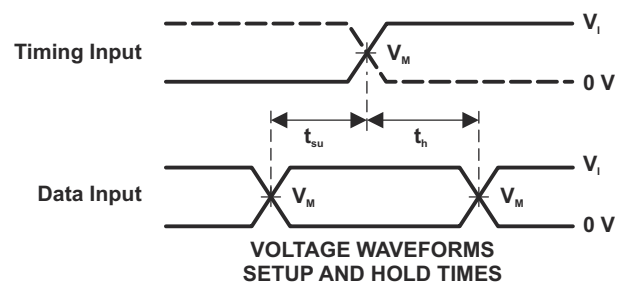 V_I
Timing Input
V_M
0 V
t_su
t_h
V_I
Data Input
V_M
V_M
0 V
VOLTAGE WAVEFORMS
SETUP AND HOLD TIMES